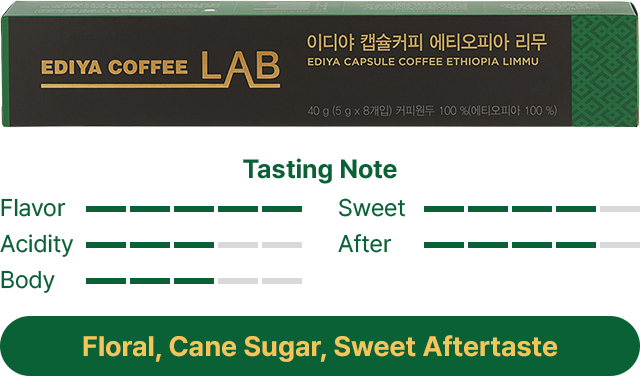 EDIYA COFFEE LAB
이디야 캡슐커피 에티오피아 리무
EDIYA CAPSULE COFFEE ETHIOPIA LIMMU
40 g (5 g x 8개입) 커피원두 100 %(에티오피아 100 %)
Tasting Note
Flavor
Sweet
Acidity
After
Body
Floral, Cane Sugar, Sweet Aftertaste